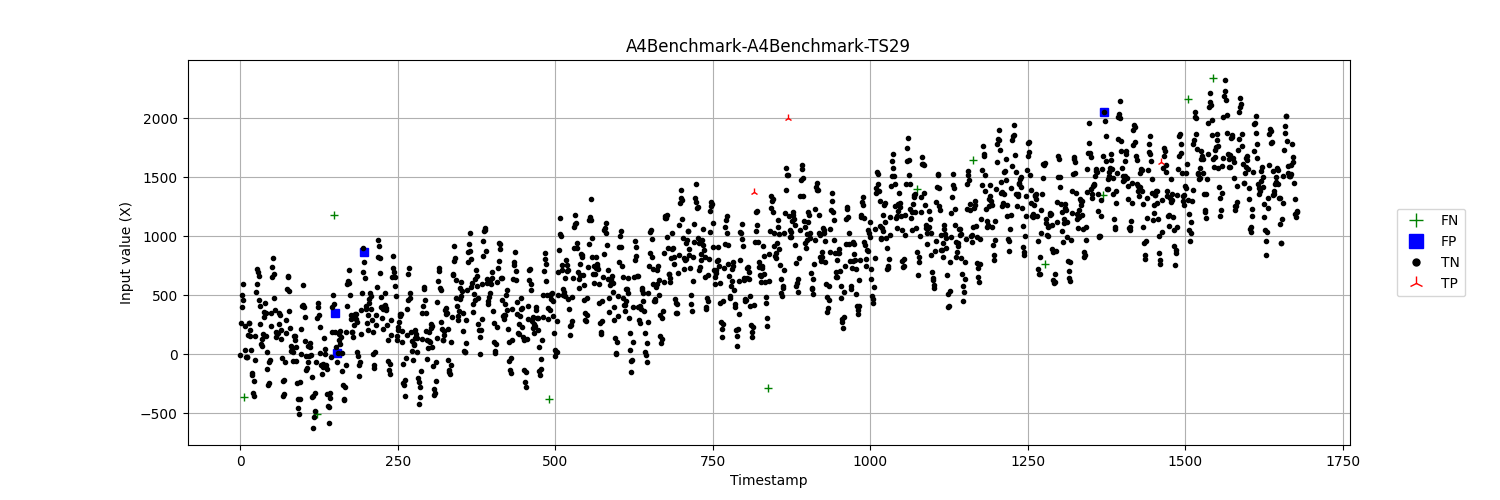 A4Benchmark-A4Benchmark-TS29
Input value (X)
2000
1500
1000
500
0
−500
0 250 500 750 1000 1250 1500 1750
Timestamp
FN
FP
TN
TP